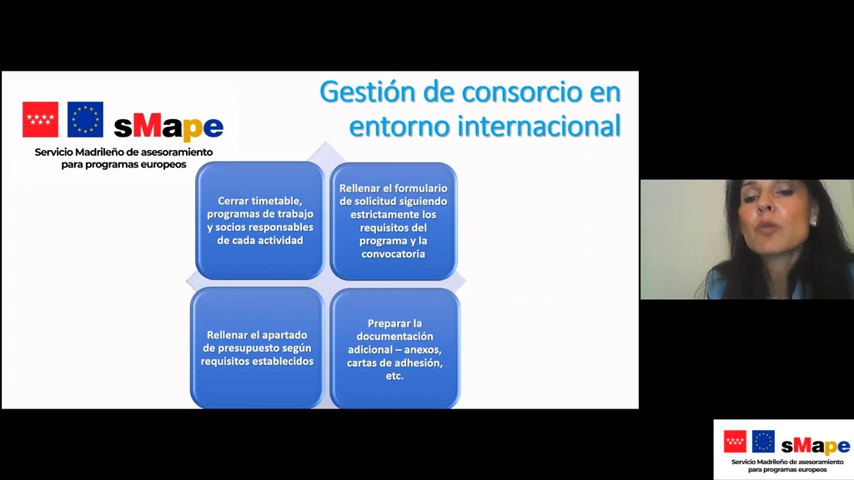 Gestión de consorcio en
entorno internacional
sMape
Servicio Madrileño de asesoramiento
para programas europeos
Cerrar timetable,
programas de trabajo
y socios responsables
de cada actividad
Rellenar el formulario
de solicitud siguiendo
estrictamente los
requisitos del
programa y la
convocatoria
Rellenar el apartado
de presupuesto según
requisitos establecidos
Preparar la
documentación
adicional – anexos,
cartas de adhesión,
etc.
sMape
Servicio Madrileño de asesoramiento
para programas europeos